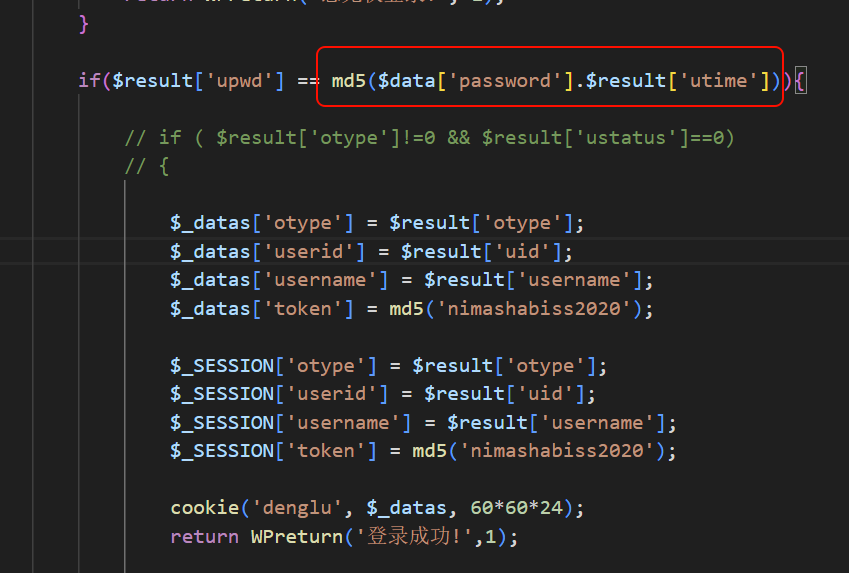 }
if($result['upwd'] == md5($data['password'].$result['utime'])){
// if ( $result['otype']!=0 && $result['ustatus']==0)
// {
$_datas['otype'] = $result['otype'];
$_datas['userid'] = $result['uid'];
$_datas['username'] = $result['username'];
$_datas['token'] = md5('nimashabiss2020');
$_SESSION['otype'] = $result['otype'];
$_SESSION['userid'] = $result['uid'];
$_SESSION['username'] = $result['username'];
$_SESSION['token'] = md5('nimashabiss2020');
cookie('denglu', $_datas, 60*60*24);
return WPreturn('登录成功!',1);